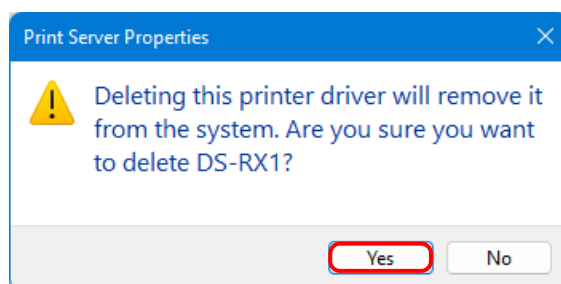 Print Server Properties
Deleting this printer driver will remove it
from the system. Are you sure you want
to delete DS-RX1?
Yes
No